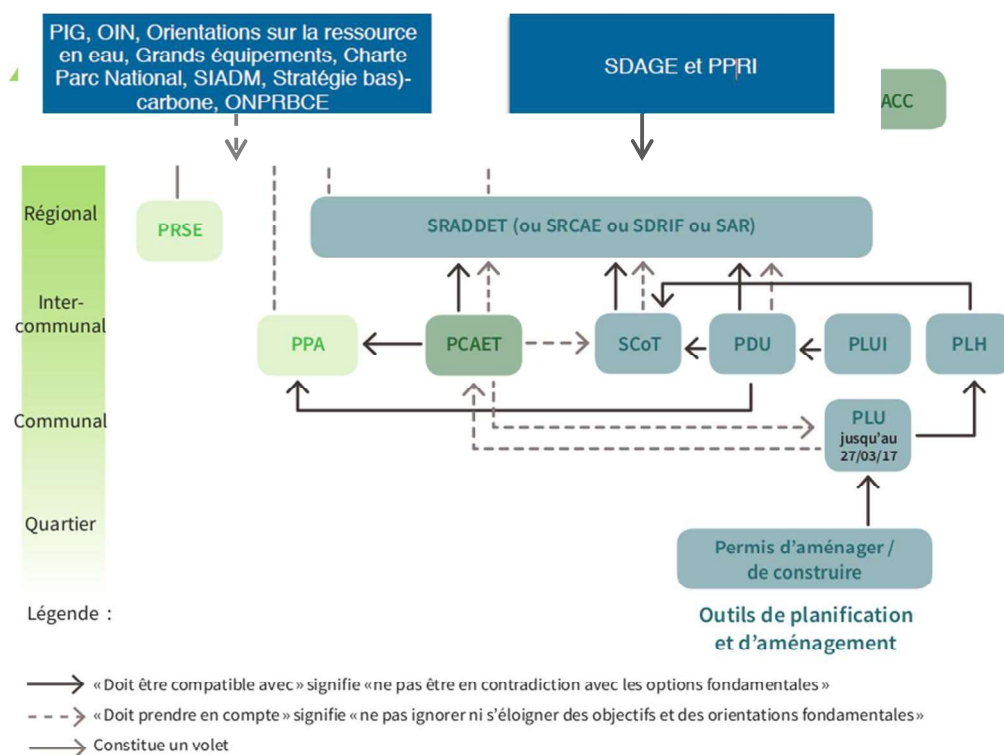 PIG, OIN, Orientations sur la ressource
en eau, Grands équipements, Charte
Parc National, SIADM, Stratégie bas)-
carbone, ONPRBCE
SDAGE et PPRI
ACC
Régional
PRSE
SRADDET (ou SRCAE ou SDRIF ou SAR)
Inter-
communal
PPA
PCAET
SCoT
PDU
PLUI
PLH
Communal
PLU
jusqu'au
27/03/17
Quartier
Permis d'aménager /
de construire
Légende :
Outils de planification
et d'aménagement
« Doit être compatible avec » signifie « ne pas être en contradiction avec les options fondamentales »
« Doit prendre en compte » signifie « ne pas ignorer ni s'éloigner des objectifs et des orientations fondamentales »
Constitue un volet